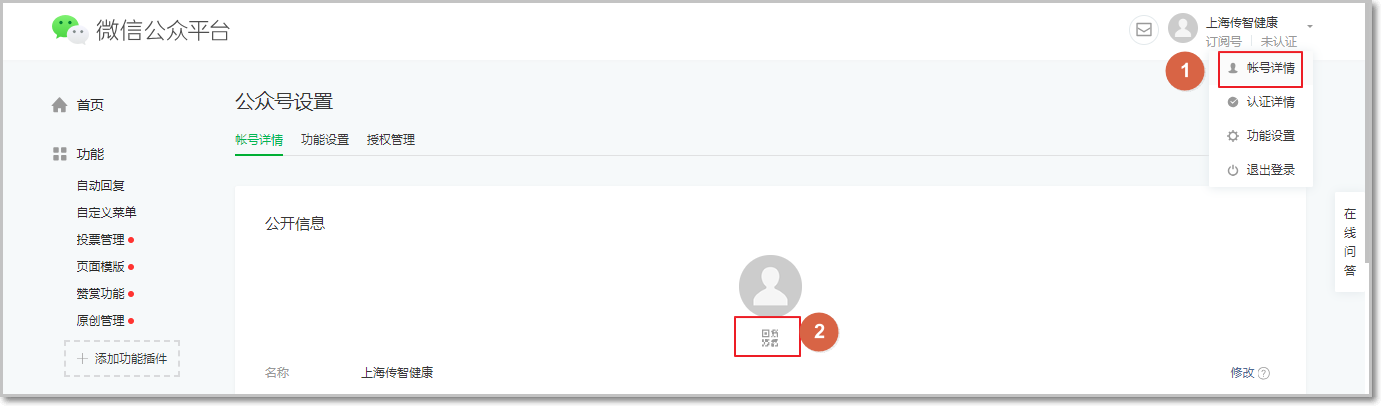 微信公众平台
上海传智健康
订阅号 未认证
1
帐号详情
认证详情
功能设置
退出登录
首页
功能
自动回复
自定义菜单
投票管理
页面模版
赞赏功能
原创管理
添加功能插件
公众号设置
帐号详情 功能设置 授权管理
公开信息
2
名称 上海传智健康 修改 ?
在
线
问
答